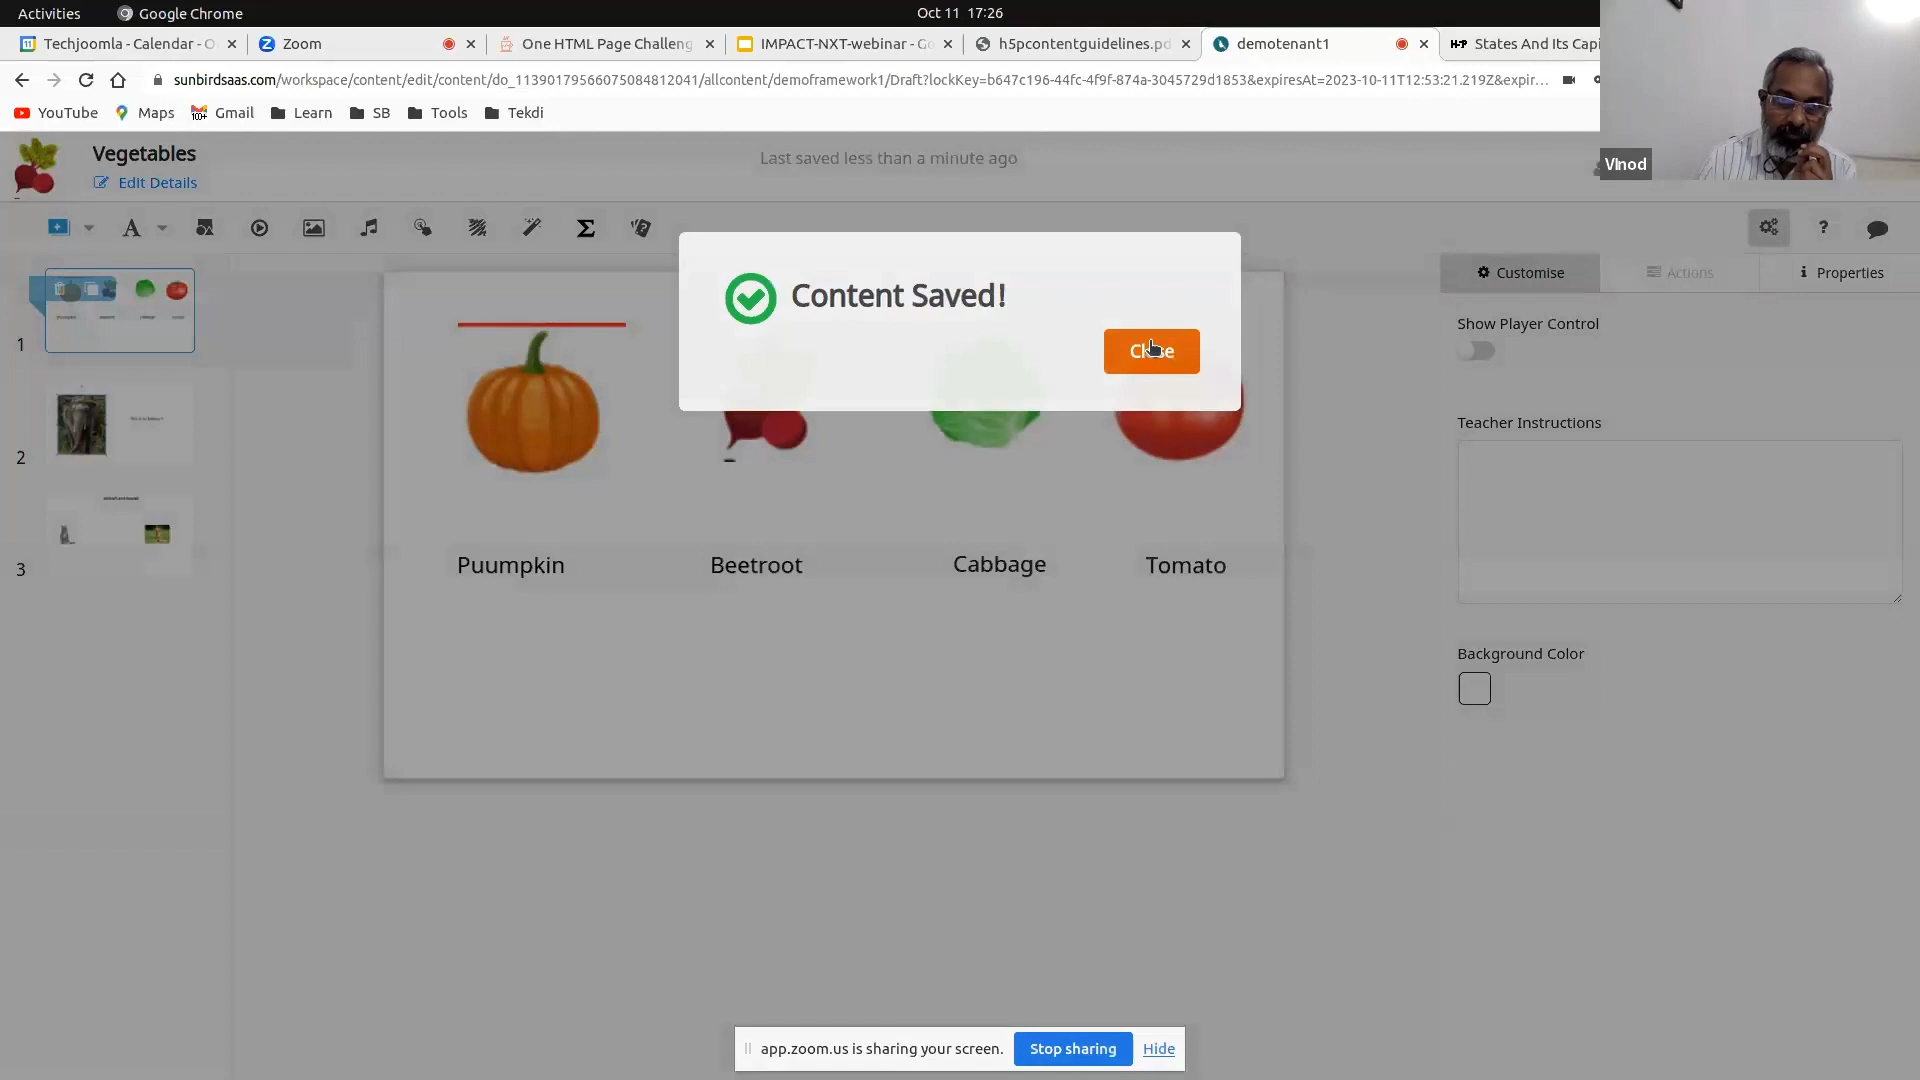 Activities
Google Chrome
Oct 11 17:26
Techjoomla - Calendar - O
Zoom
One HTML Page Challeng
IMPACT-NXT-webinar - Go
h5pcontentguidelines.pd
demotenant1
H-P States And Its Capi
sunbirdsaas.com/workspace/content/edit/content/do_11390179566075084812041/allcontent/demoframework1/Draft?lockKey=b647c196-44fc-4f9f-874a-3045729d1853&expiresAt=2023-10-11T12:53:21.219Z&expir...
YouTube
Maps
Gmail
Learn
SB
Tools
Tekdi
VInod
Vegetables
Edit Details
Last saved less than a minute ago
Content Saved!
Close
Customise
Actions
Properties
1
2
3
Show Player Control
Teacher Instructions
Background Color
Puumpkin
Beetroot
Cabbage
Tomato
app.zoom.us is sharing your screen.
Stop sharing
Hide